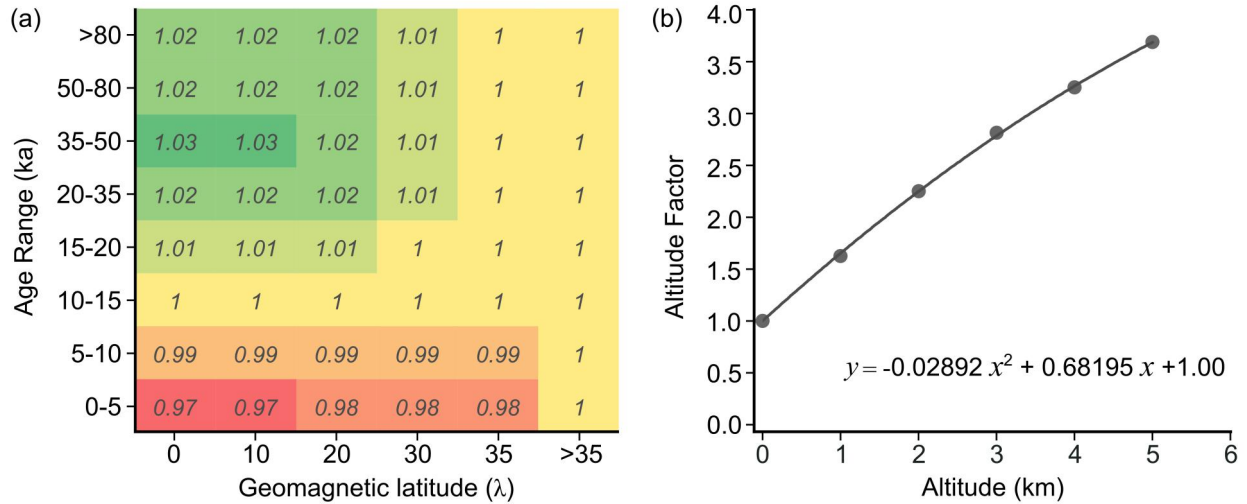 (a)
Age Range (ka)
>80 1.02 1.02 1.02 1.01 1 1
50-80 1.02 1.02 1.02 1.01 1 1
35-50 1.03 1.03 1.02 1.01 1 1
20-35 1.02 1.02 1.02 1.01 1 1
15-20 1.01 1.01 1.01 1 1 1
10-15 1 1 1 1 1 1
5-10 0.99 0.99 0.99 0.99 0.99 1
0-5 0.97 0.97 0.98 0.98 0.98 1
0 10 20 30 35 >35
Geomagnetic latitude (λ)
(b)
Altitude Factor
4.0
3.5
3.0
2.5
2.0
1.5
1.0
0.5
0.0
y = -0.02892 x² + 0.68195 x +1.00
0 1 2 3 4 5 6
Altitude (km)